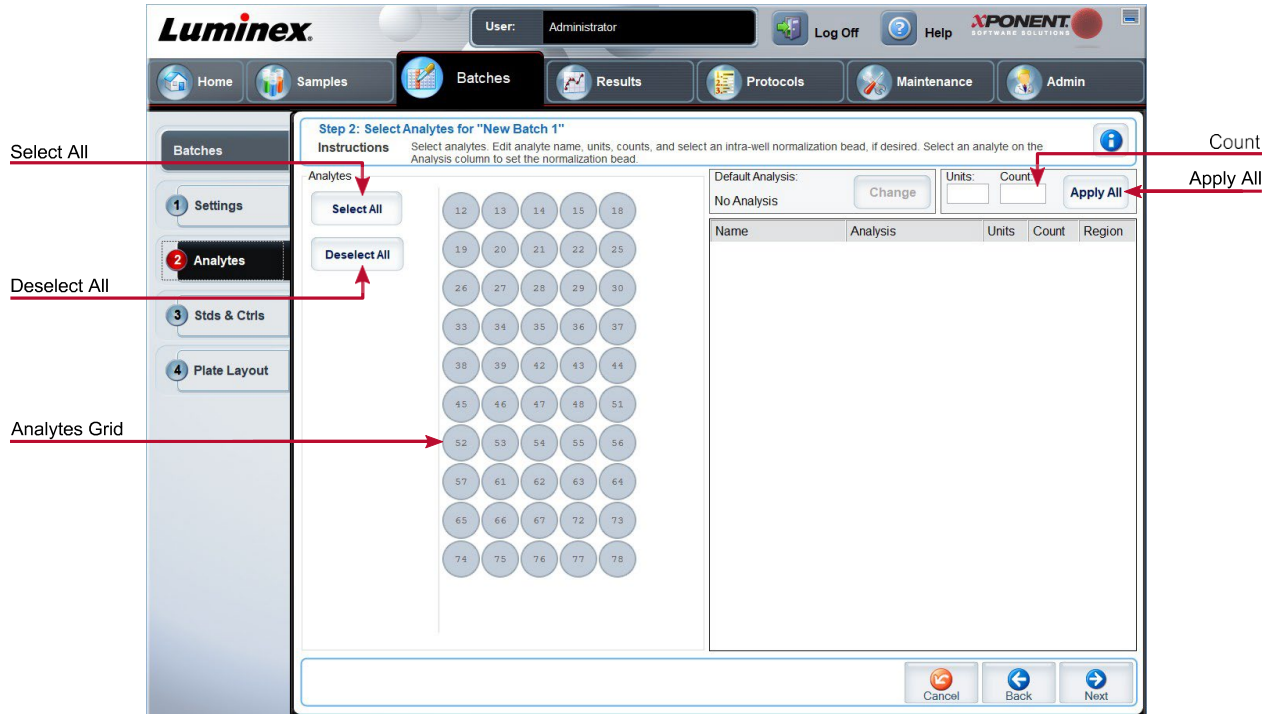 Luminex.
User: Administrator
Log Off
Help
XPONENT.
SOFTWARE SOLUTIONS
Home
Samples
Batches
Results
Protocols
Maintenance
Admin
Batches
1 Settings
2 Analytes
3 Stds & Ctrls
4 Plate Layout
Step 2: Select Analytes for "New Batch 1"
Instructions Select analytes. Edit analyte name, units, counts, and select an intra-well normalization bead, if desired. Select an analyte on the
Analysis column to set the normalization bead.
Select All
Deselect All
Analytes Grid
Count
Apply All
Analytes
Select All
Deselect All
12 13 14 15 18
19 20 21 22 25
26 27 28 29 30
33 34 35 36 37
38 39 42 43 44
45 46 47 48 51
52 53 54 55 56
57 61 62 63 64
65 66 67 72 73
74 75 76 77 78
Default Analysis:
No Analysis
Change
Units: Count:
Apply All
Name Analysis Units Count Region
Cancel
Back
Next